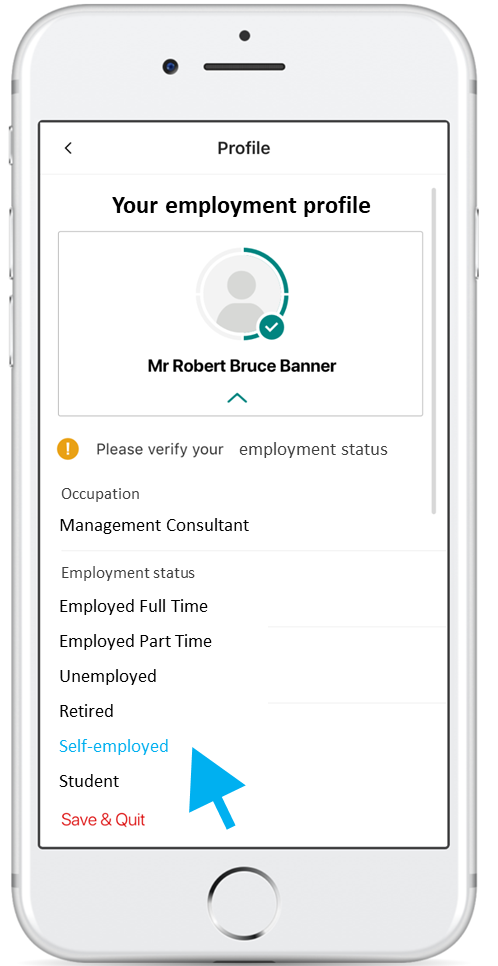 Profile
Your employment profile
Mr Robert Bruce Banner
! Please verify your employment status
Occupation
Management Consultant
Employment status
Employed Full Time
Employed Part Time
Unemployed
Retired
Self-employed
Student
Save & Quit